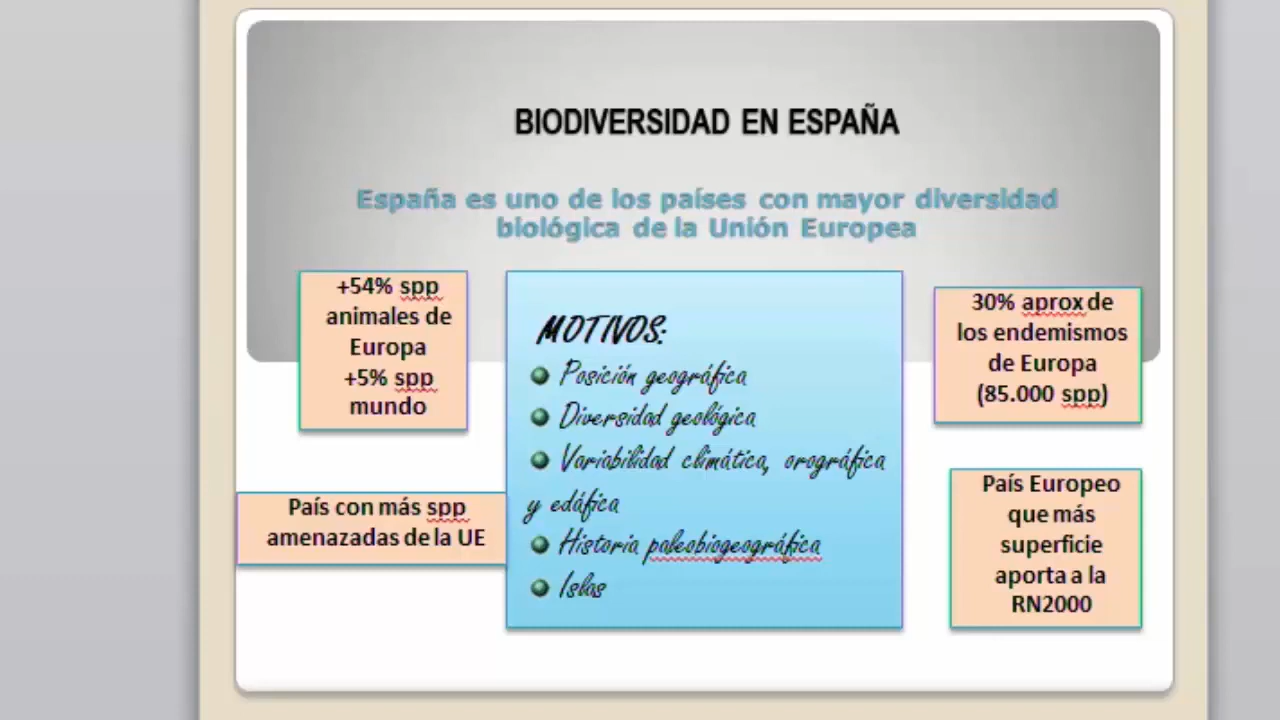 BIODIVERSIDAD EN ESPAÑA
España es uno de los países con mayor diversidad
biológica de la Unión Europea
+54% spp
animales de
Europa
+5% spp
mundo
País con más spp
amenazadas de la UE
MOTIVOS:
Posición geográfica
Diversidad geológica
Variabilidad climática, orográfica
y edáfica
Historia paleobiogeográfica
Islas
30% aprox de
los endemismos
de Europa
(85.000 spp)
País Europeo
que más
superficie
aporta a la
RN2000